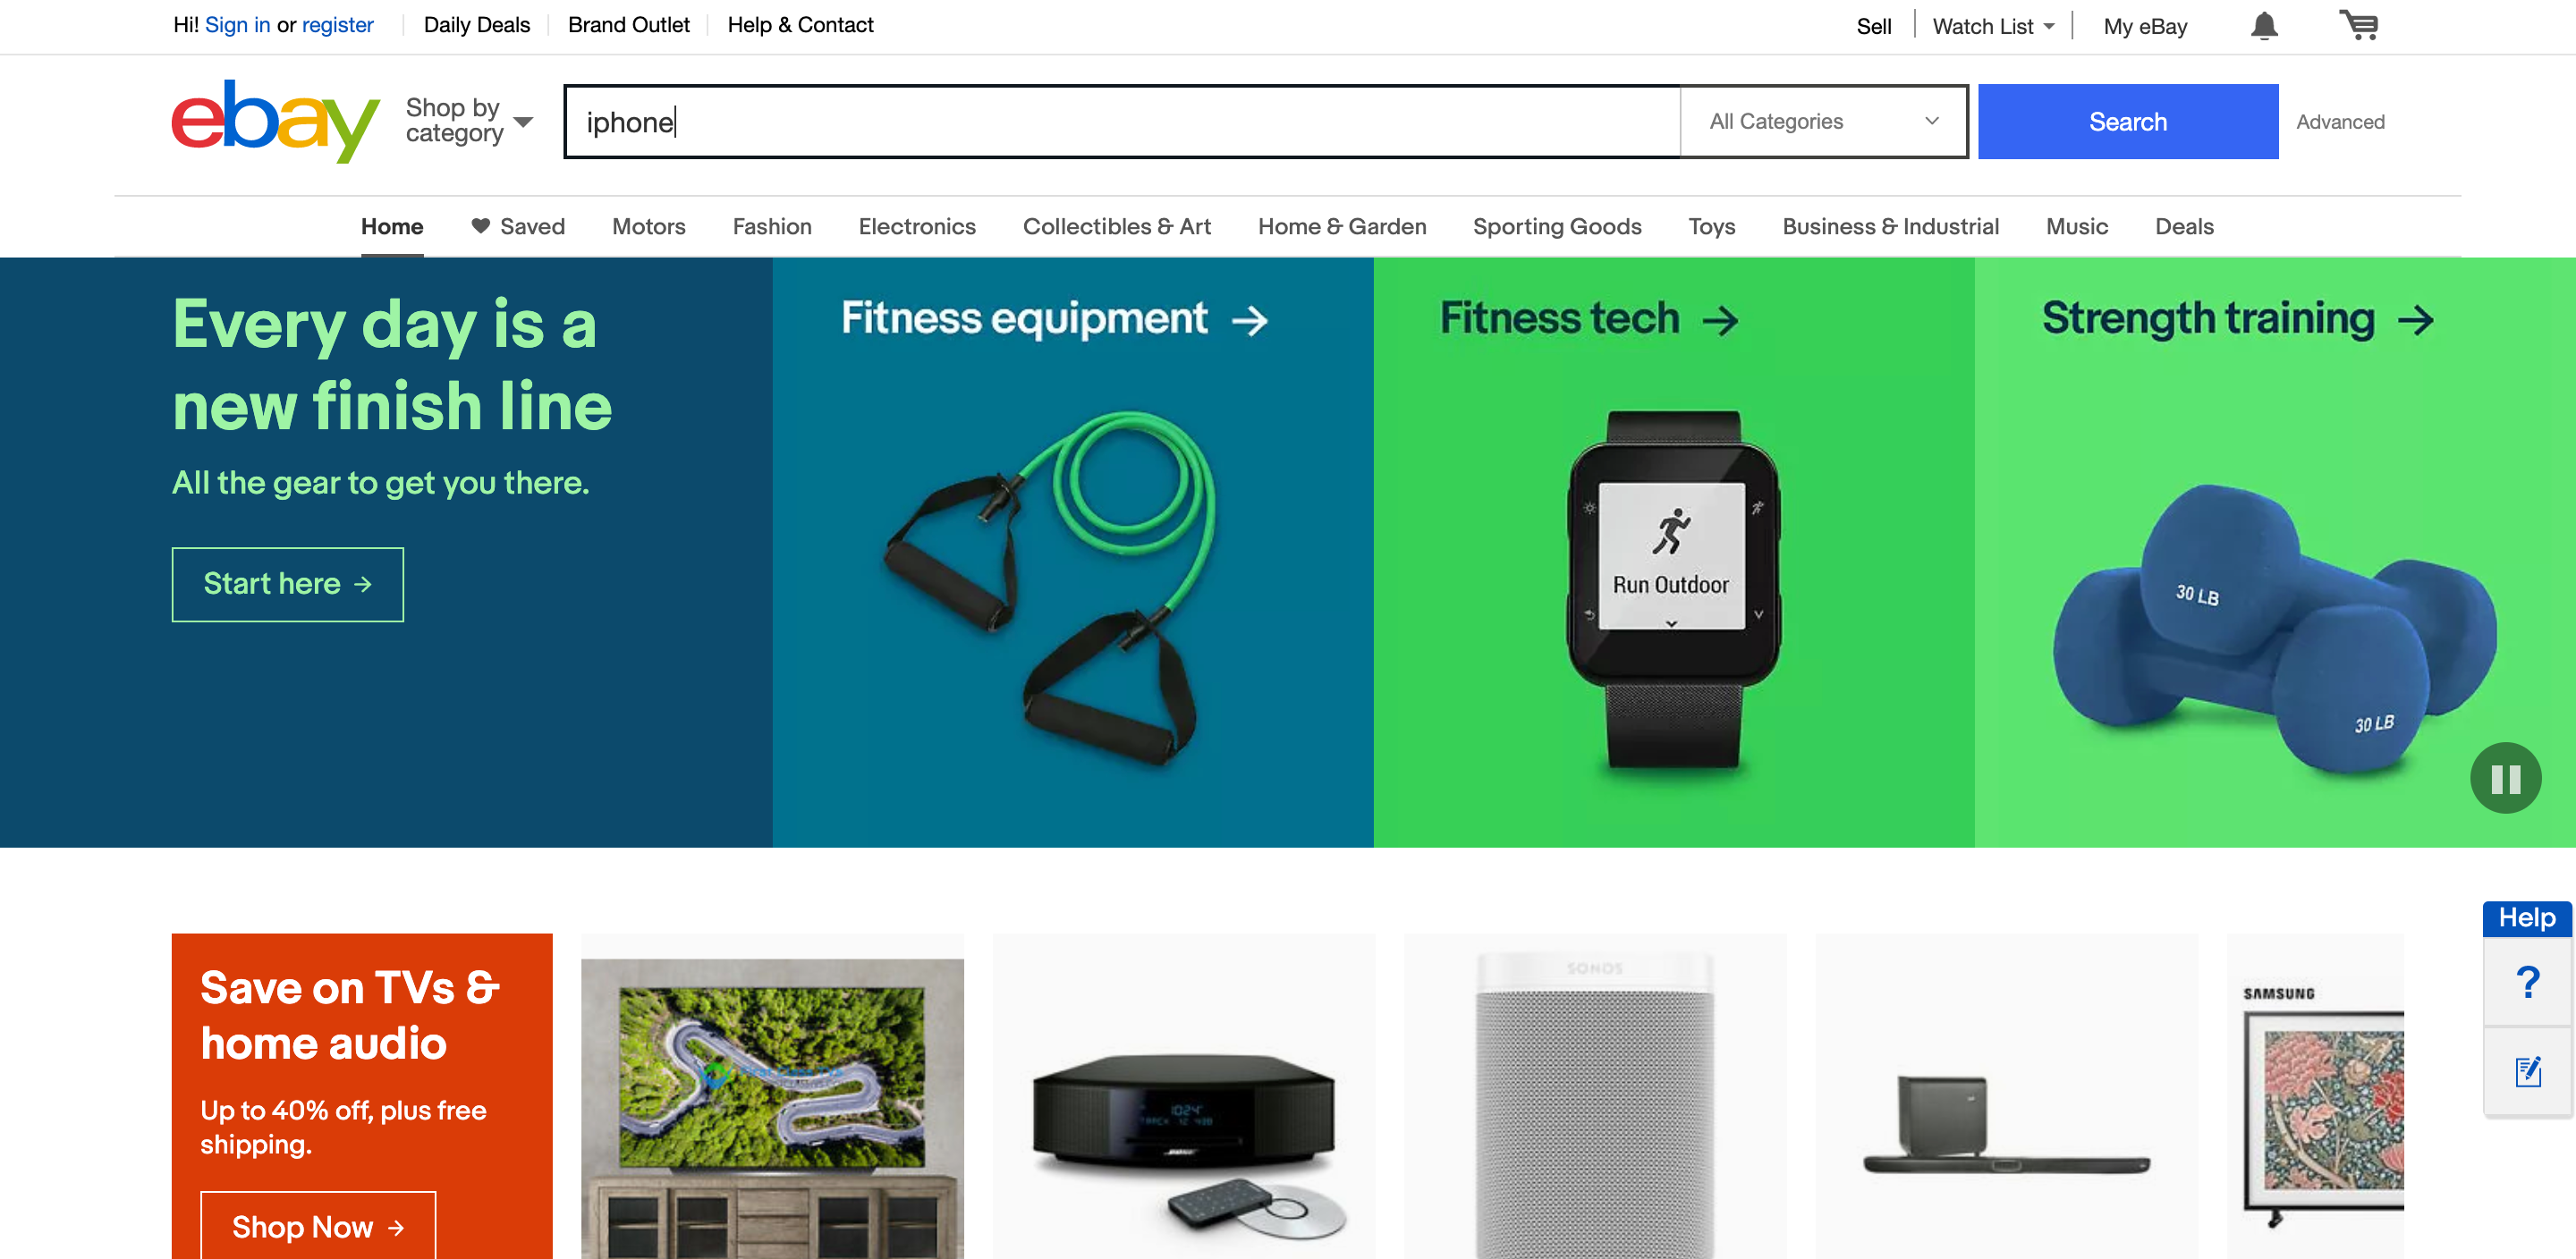 Hi! Sign in or register
Daily Deals
Brand Outlet
Help & Contact
Sell
Watch List
My eBay
ebay
Shop by
category
iphone
All Categories
Search
Advanced
Home
Saved
Motors
Fashion
Electronics
Collectibles & Art
Home & Garden
Sporting Goods
Toys
Business & Industrial
Music
Deals
Every day is a
new finish line
All the gear to get you there.
Start here
Fitness equipment
Fitness tech
Strength training
Run Outdoor
30 LB
30 LB
Help
?
Save on TVs &
home audio
Up to 40% off, plus free
shipping.
Shop Now
SONOS
SAMSUNG